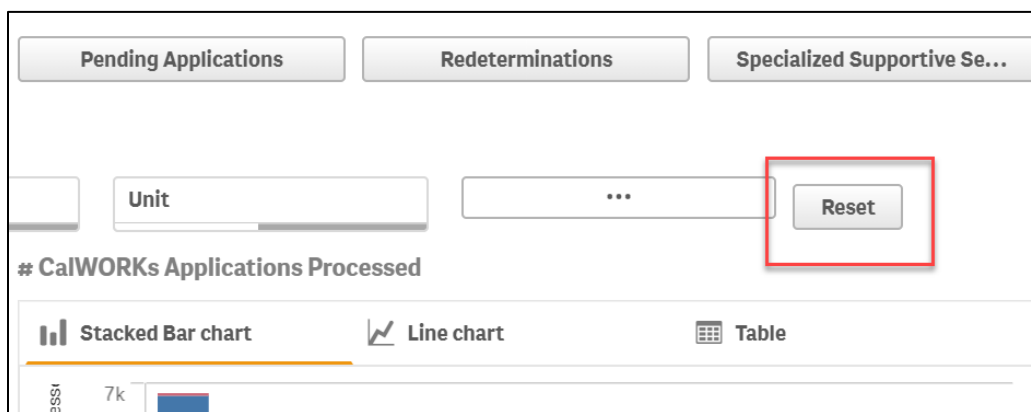 Pending Applications
Redeterminations
Specialized Supportive Se...
Unit
...
Reset
# CalWORKs Applications Processed
Stacked Bar chart
Line chart
Table
7k